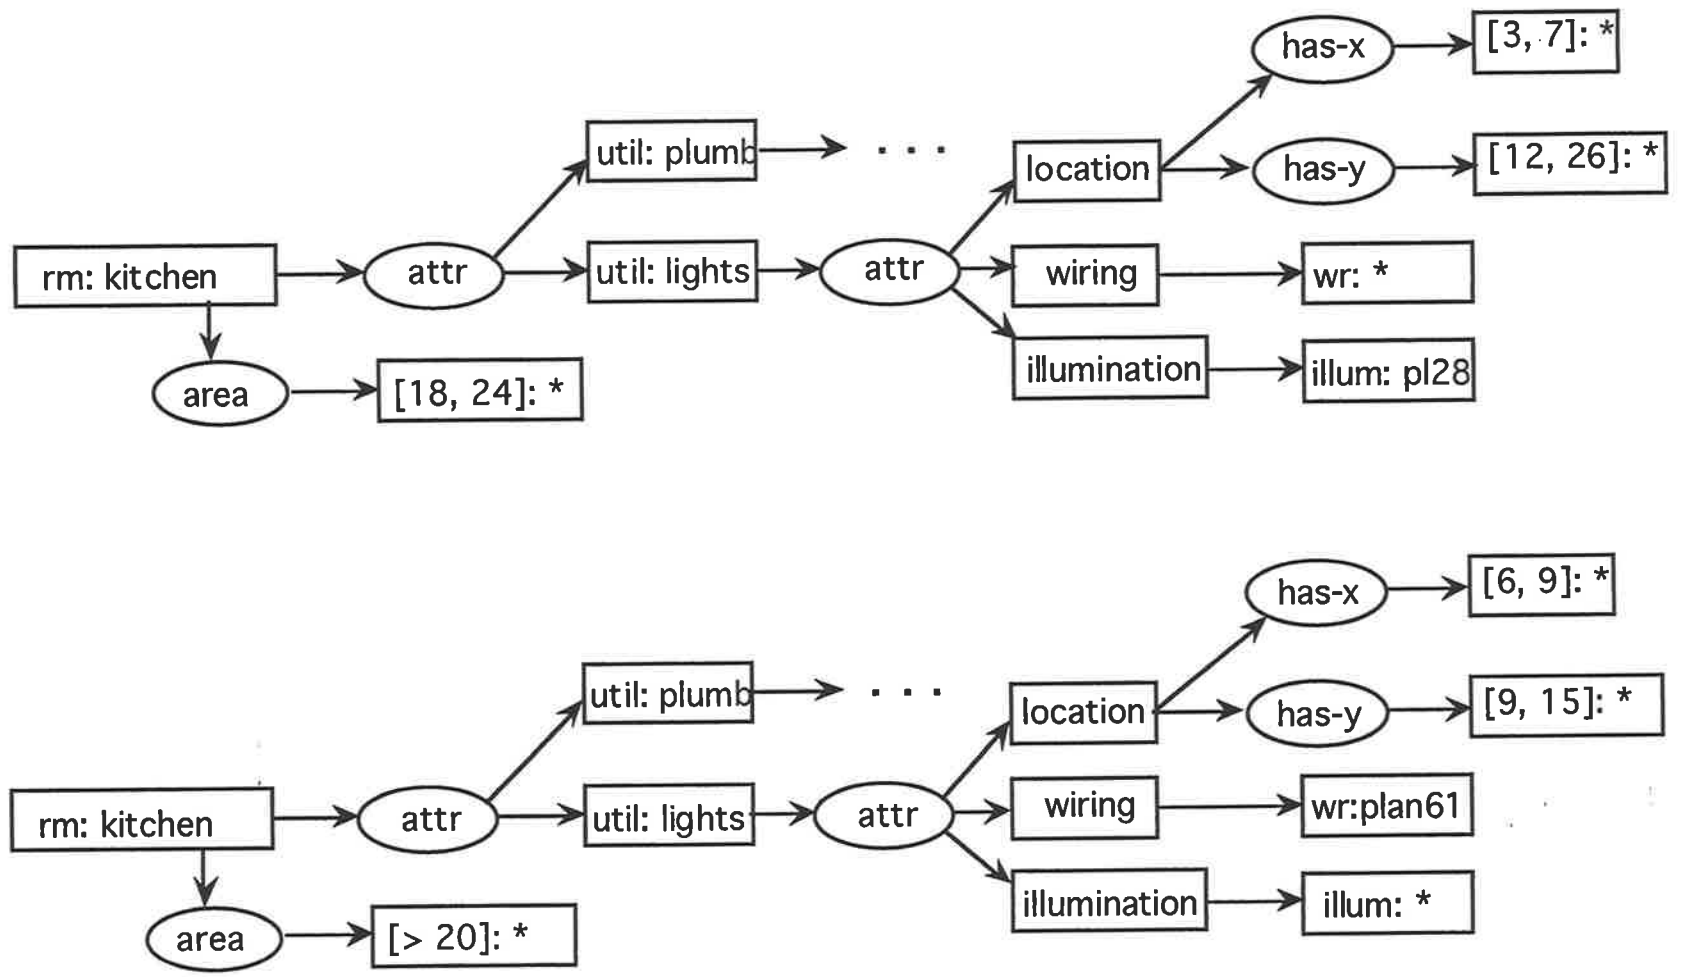 has-x
[3, 7]: *
util: plumb
. . .
location
has-y
[12, 26]: *
rm: kitchen
attr
util: lights
attr
wiring
wr: *
area
[18, 24]: *
illumination
illum: pl28
has-x
[6, 9]: *
util: plumb
. . .
location
has-y
[9, 15]: *
rm: kitchen
attr
util: lights
attr
wiring
wr:plan61
area
[> 20]: *
illumination
illum: *